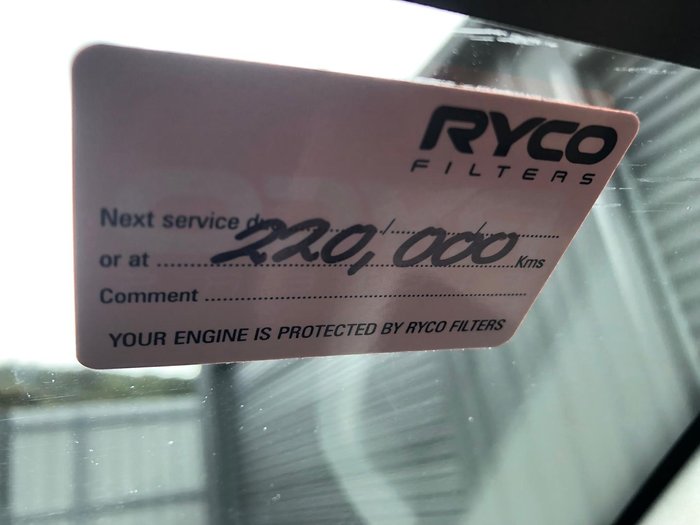 RYCO
FILTERS
Next service d............/............/............
or at 220,000 Kms
Comment ............................................................
YOUR ENGINE IS PROTECTED BY RYCO FILTERS